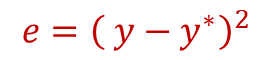 e = ( y − y*)²